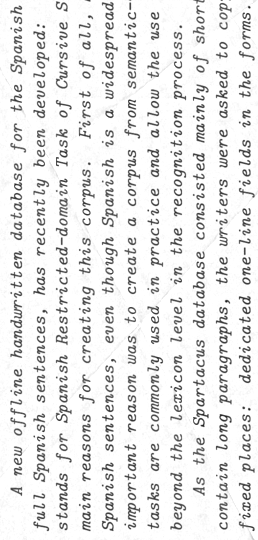 A new offline handwritten database for the Spanish
full Spanish sentences, has recently been developed:
stands for Spanish Restricted-domain Task of Cursive S
main reasons for creating this corpus. First of all,
Spanish sentences, even though Spanish is a widespread
important reason was to create a corpus from semantic-
tasks are commonly used in practice and allow the use
beyond the lexicon level in the recognition process.
As the Spartacus database consisted mainly of short
contain long paragraphs, the writers were asked to cop
fixed places: dedicated one-line fields in the forms.